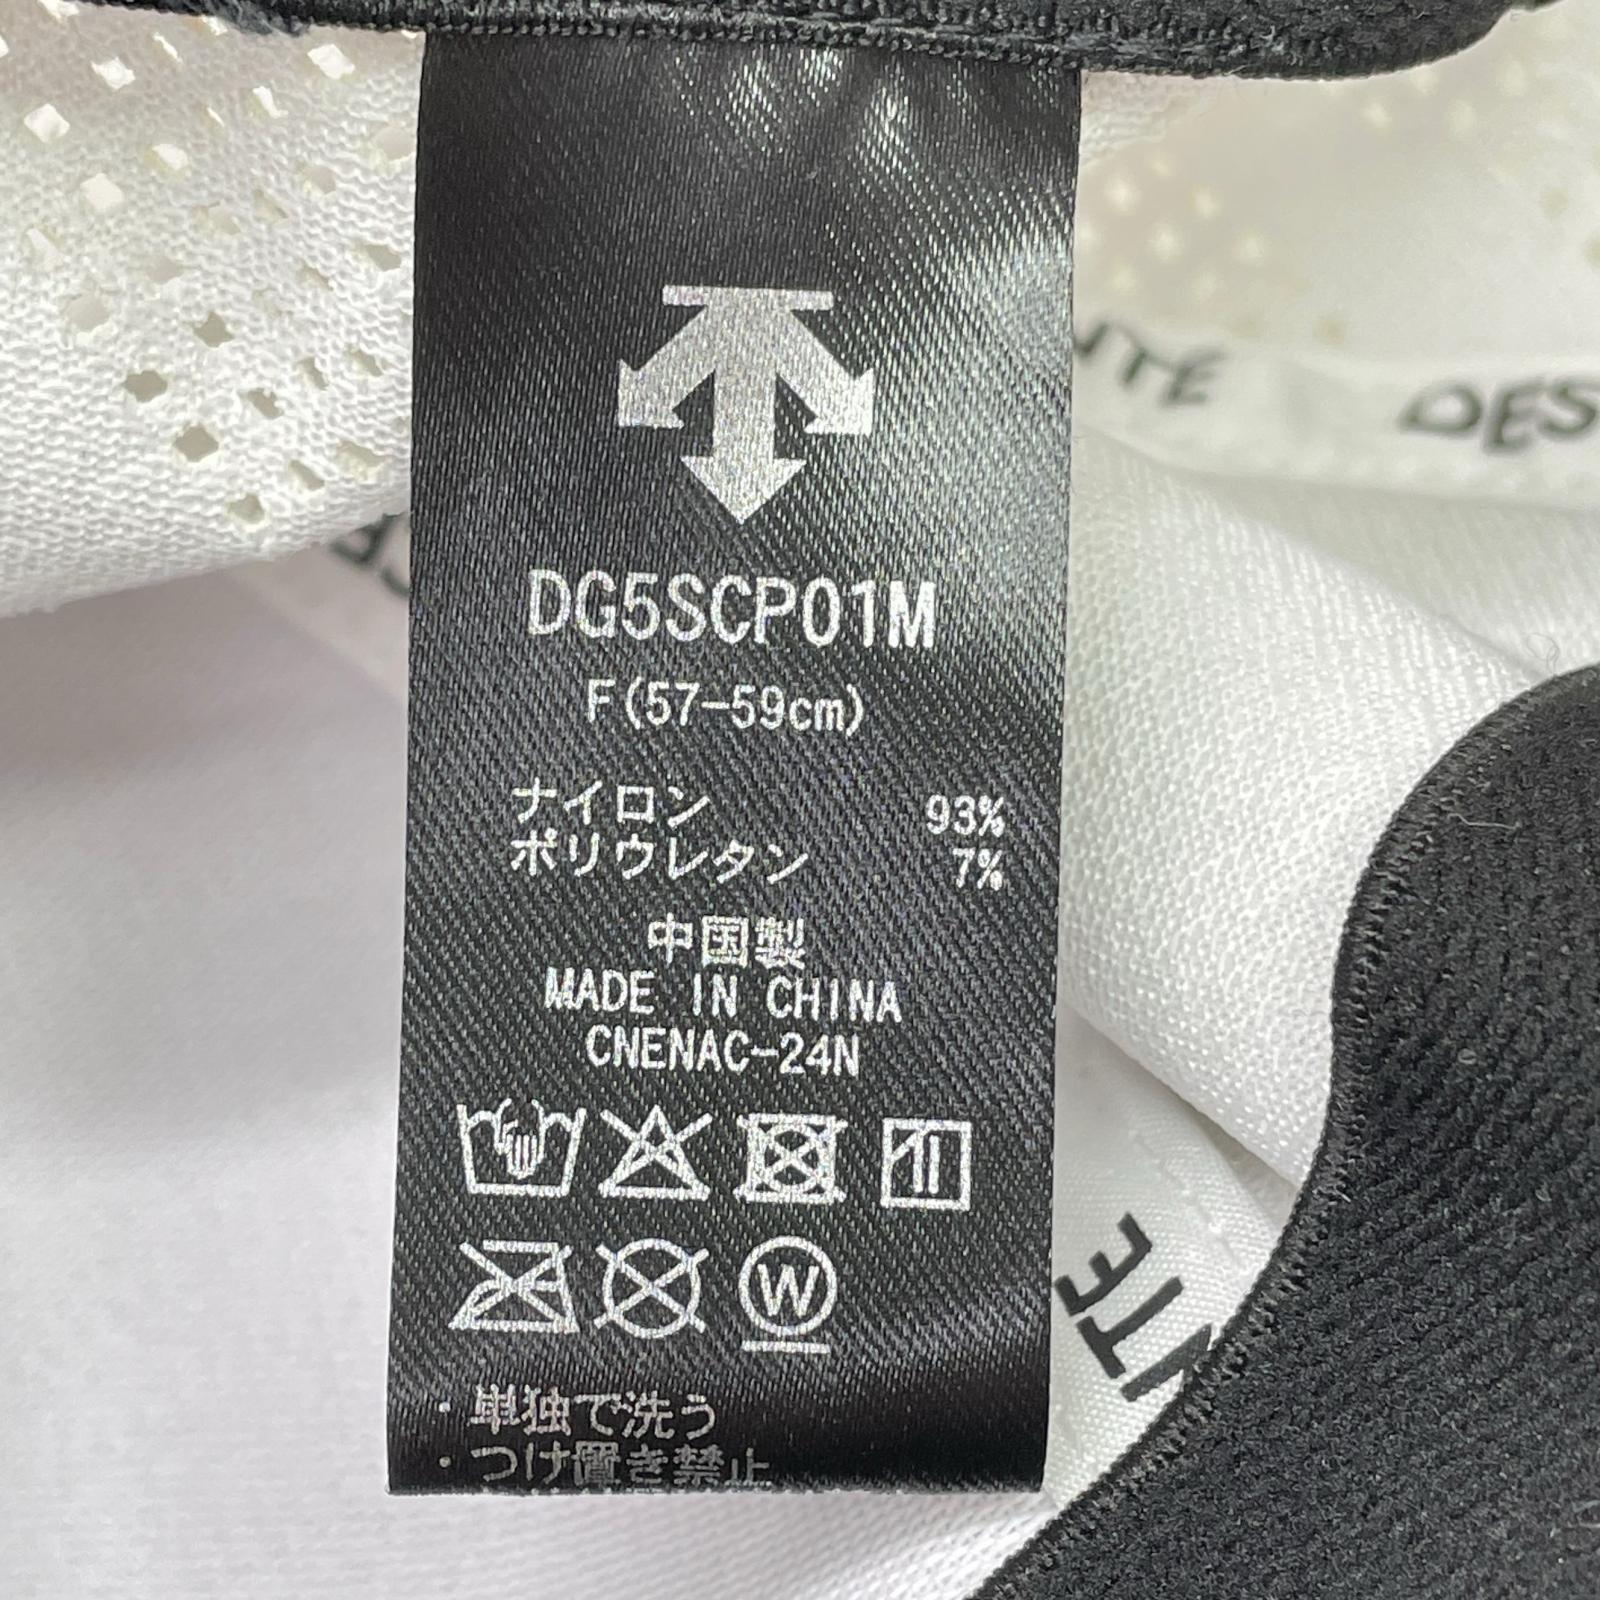 DG5SCP01M
F(57-59cm)
ナイロン 93%
ポリウレタン 7%
中国製
MADE IN CHINA
CNENAC-24N
W
・単独で洗う
・つけ置き禁止
NTE
DES
NTE